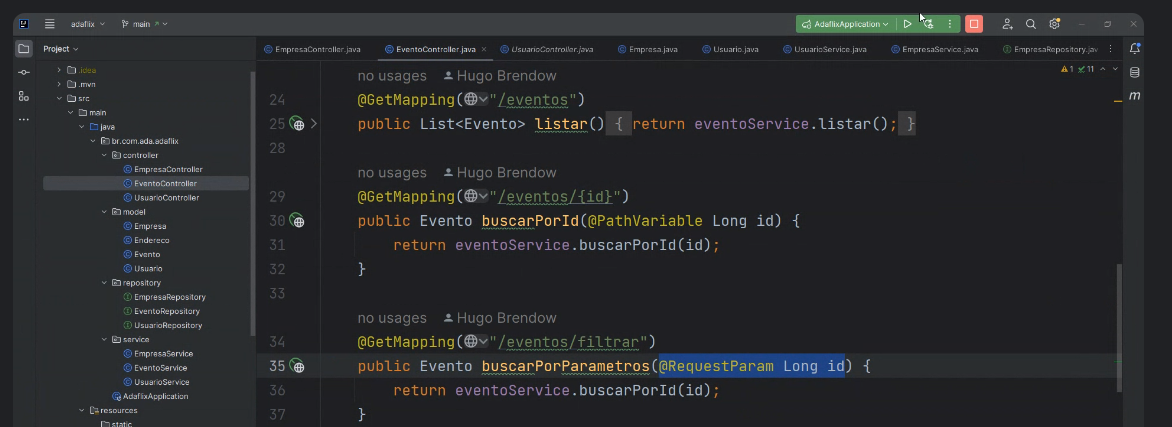 adaflix
main
AdaflixApplication
Project
EmpresaController.java
EventoController.java
UsuarioController.java
Empresa.java
Usuario.java
UsuarioService.java
EmpresaService.java
EmpresaRepository.jav
.idea
.mvn
src
main
java
br.com.ada.adaflix
controller
EmpresaController
EventoController
UsuarioController
model
Empresa
Endereco
Evento
Usuario
repository
EmpresaRepository
EventoRepository
UsuarioRepository
service
EmpresaService
EventoService
UsuarioService
AdaflixApplication
resources
static
1 11
no usages Hugo Brendow
24 @GetMapping("/eventos")
25 public List<Evento> listar() { return eventoService.listar(); }
28
no usages Hugo Brendow
29 @GetMapping("/eventos/{id}")
30 public Evento buscarPorId(@PathVariable Long id) {
31 return eventoService.buscarPorId(id);
32 }
33
no usages Hugo Brendow
34 @GetMapping("/eventos/filtrar")
35 public Evento buscarPorParametros(@RequestParam Long id) {
36 return eventoService.buscarPorId(id);
37 }
m